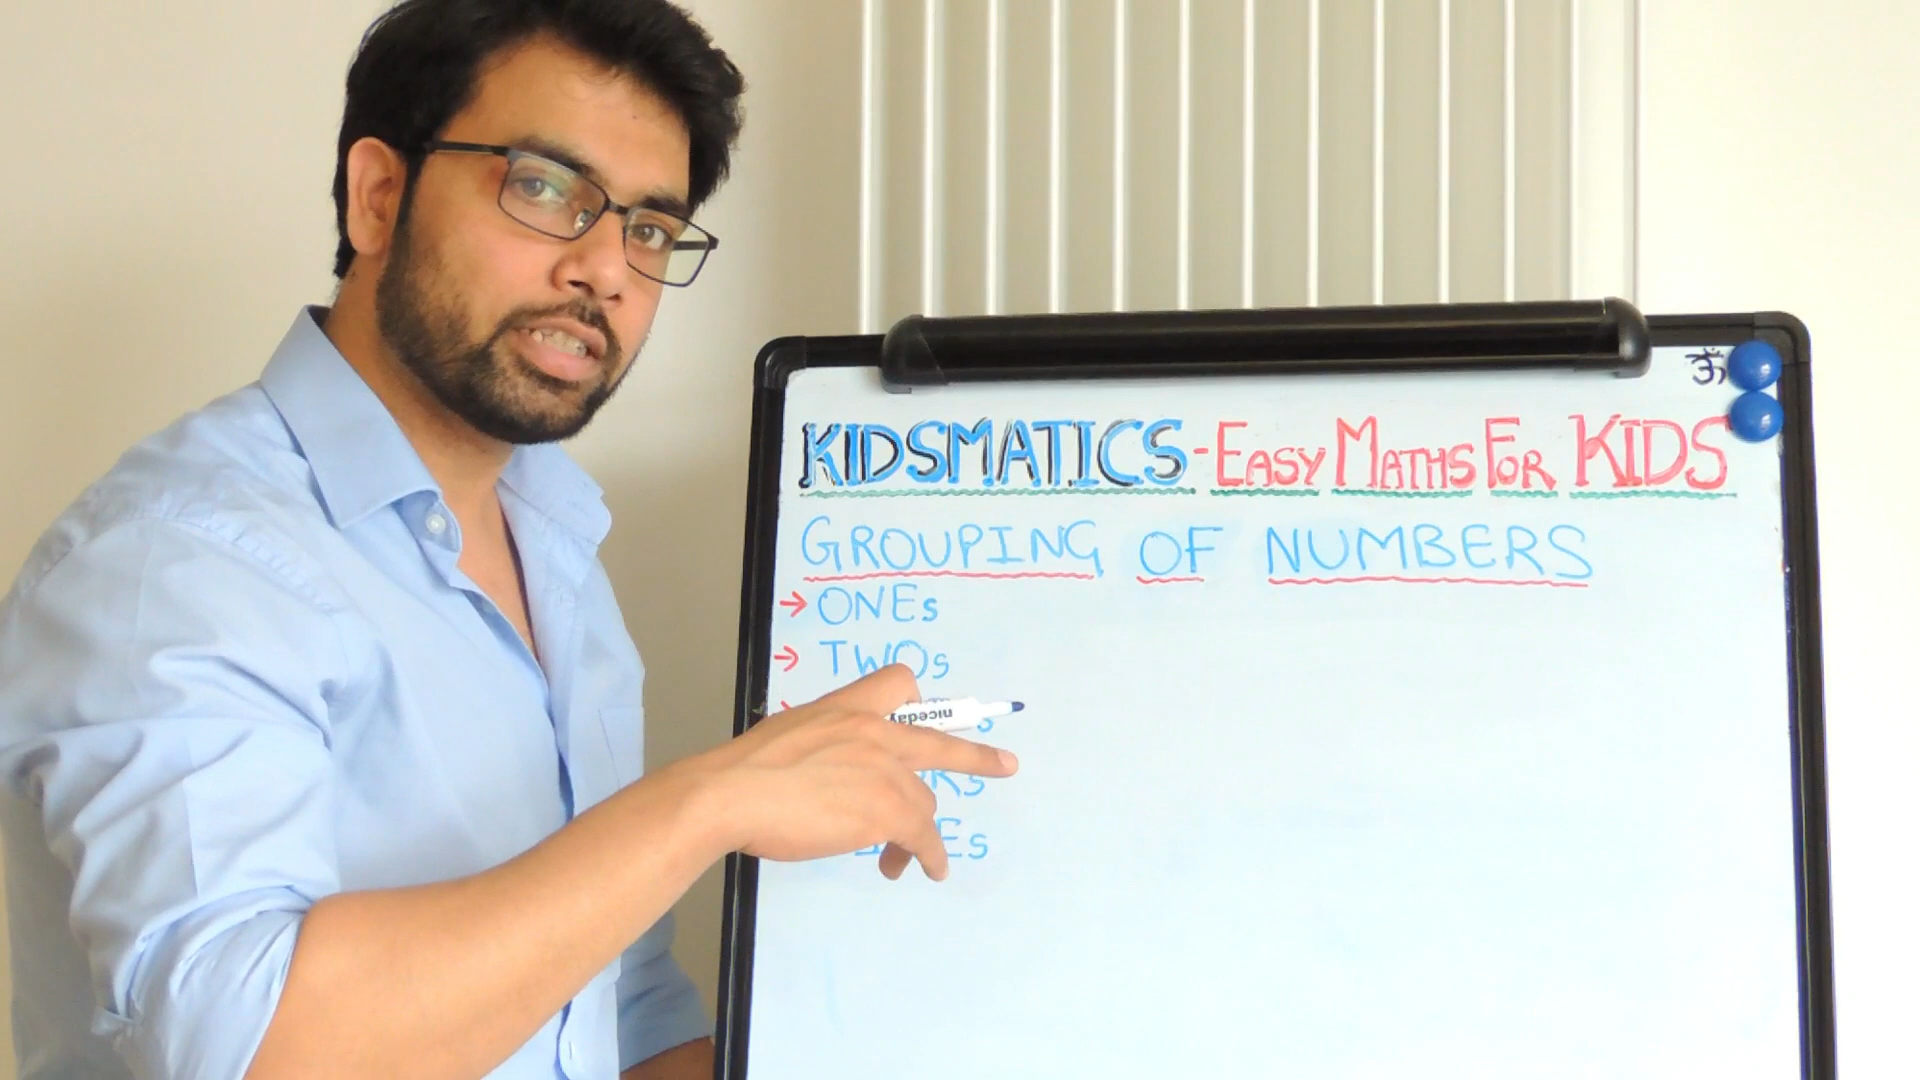 ॐ
KIDSMATICS - EASY MATHS FOR KIDS
GROUPING OF NUMBERS
→ ONEs
→ TWOs
niceday